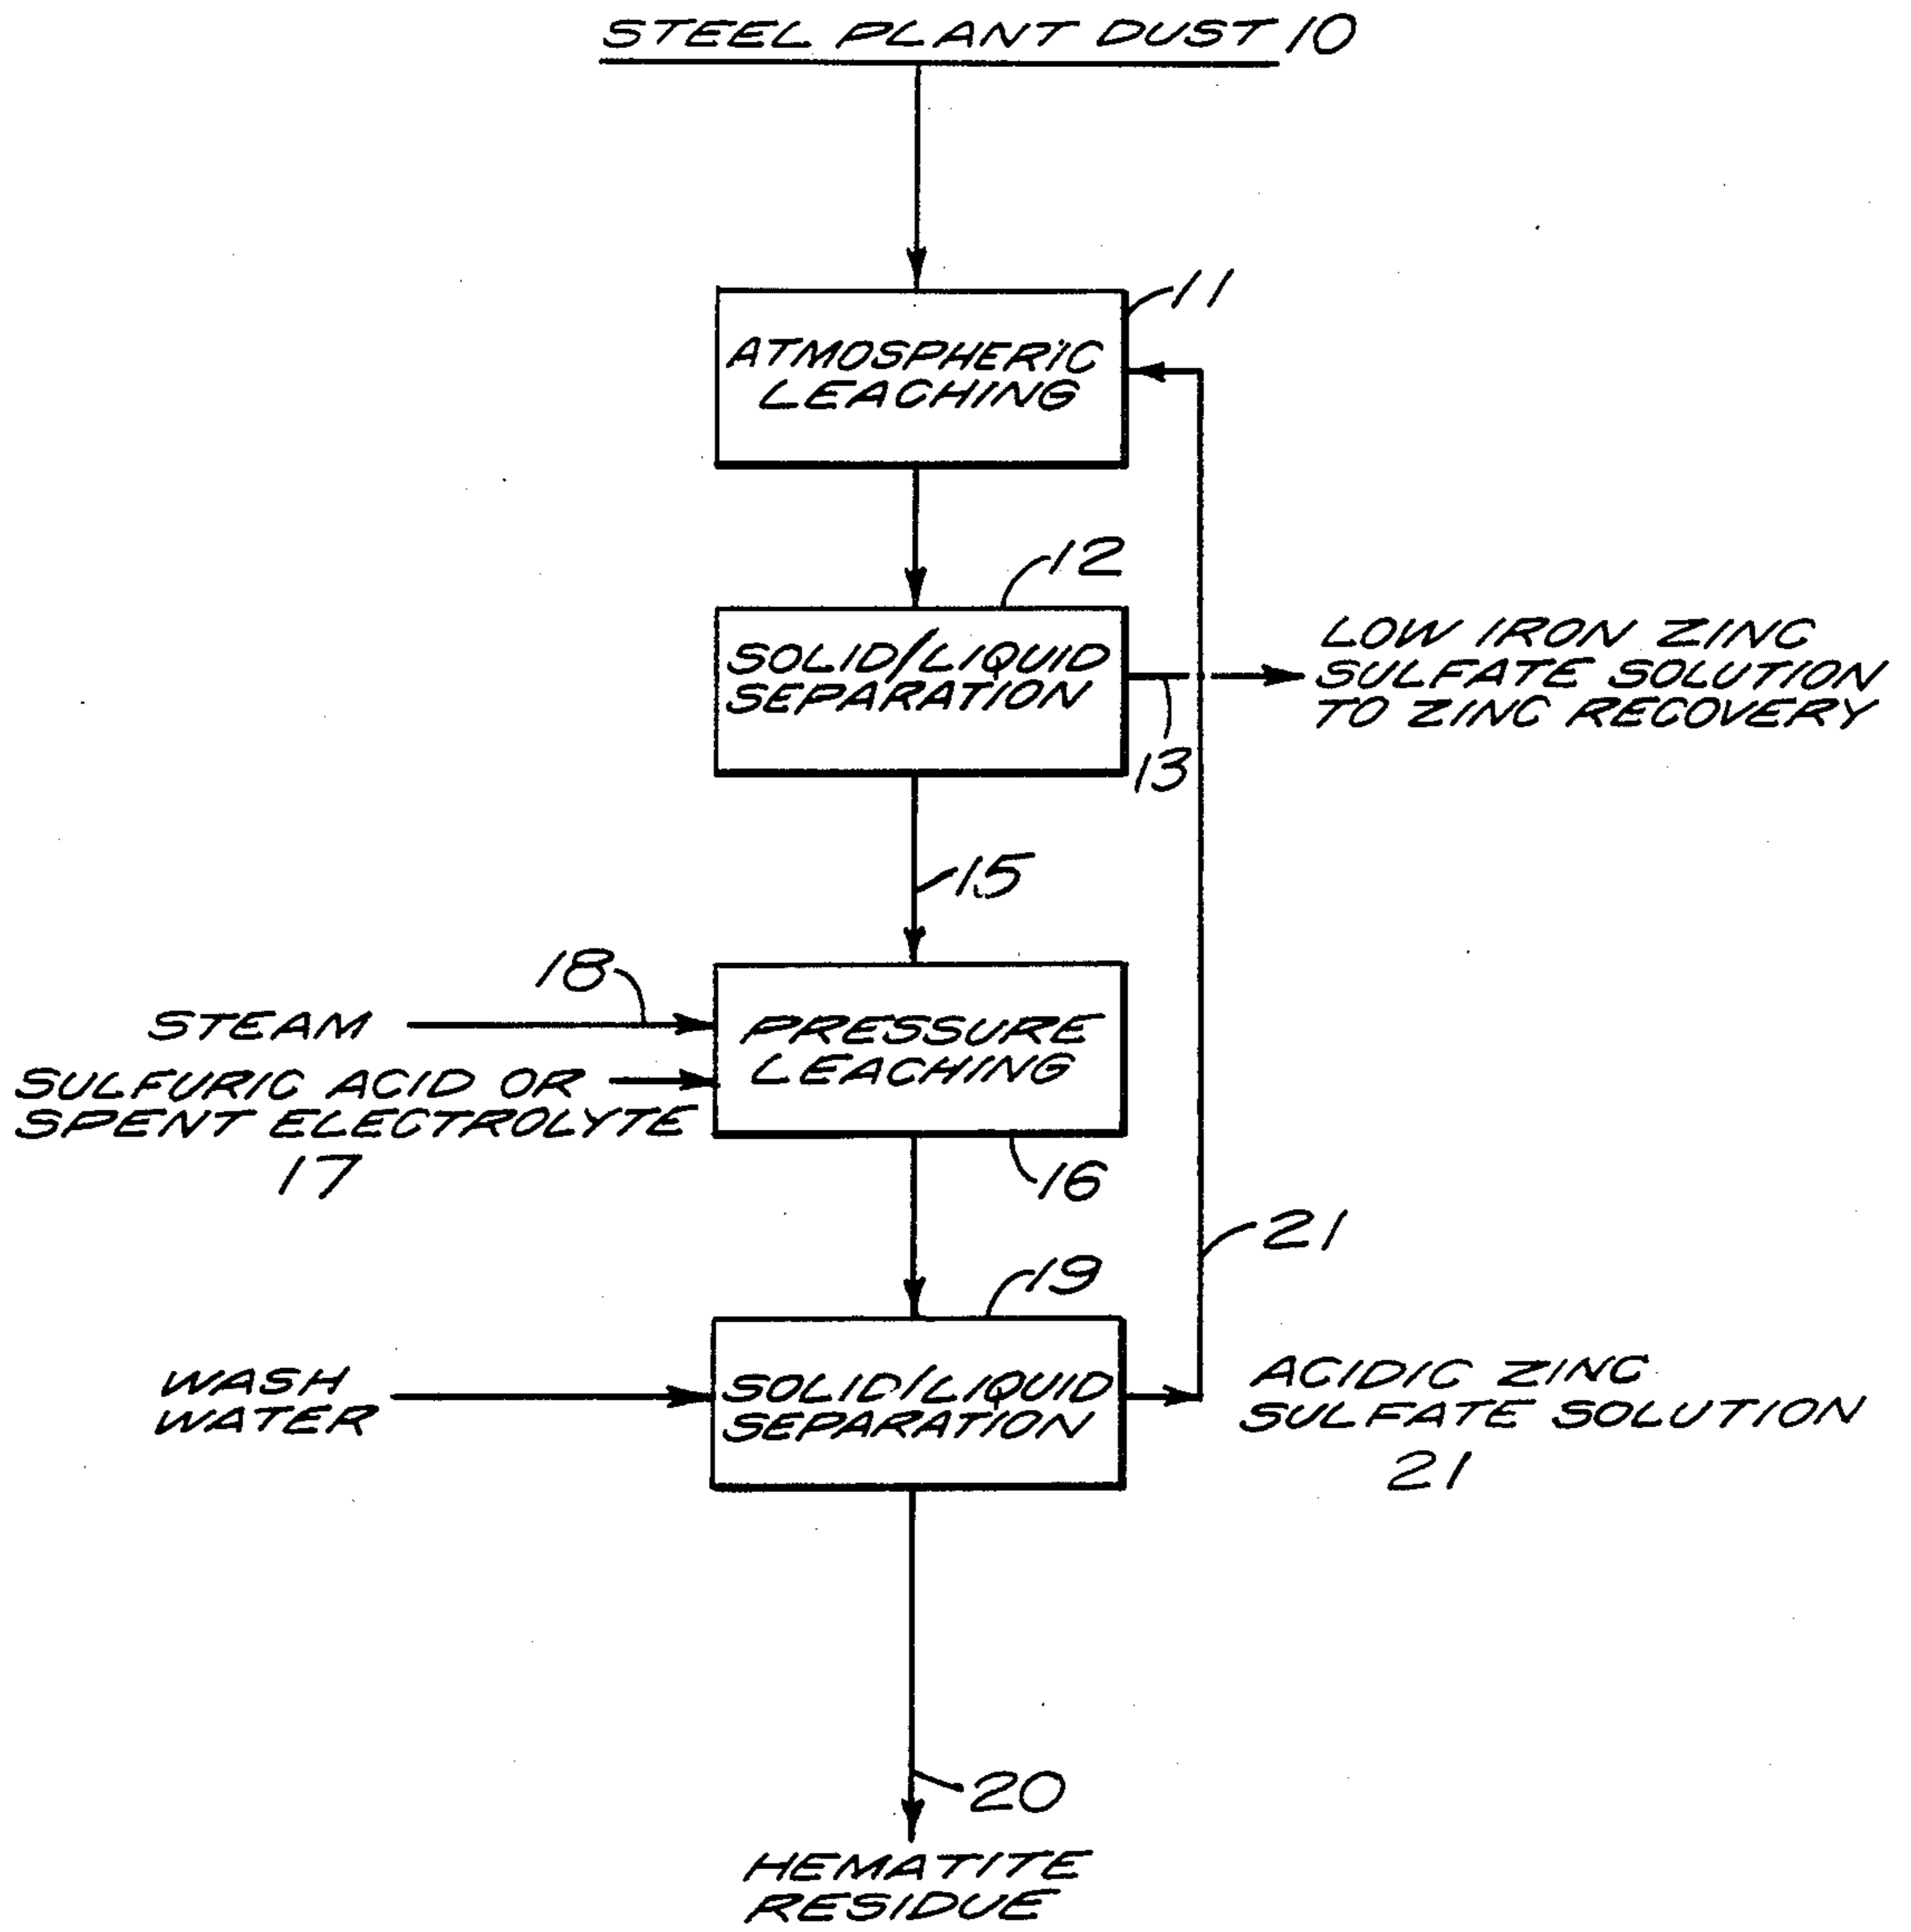 STEEL PLANT DUST 10
11
ATMOSPHERIC
LEACHING
12
SOLID/LIQUID
SEPARATION
LOW IRON ZINC
SULFATE SOLUTION
TO ZINC RECOVERY
13
15
18
STEAM
SULFURIC ACID OR
SPENT ELECTROLYTE
17
PRESSURE
LEACHING
16
21
19
WASH
WATER
SOLID/LIQUID
SEPARATION
ACIDIC ZINC
SULFATE SOLUTION
21
20
HEMATITE
RESIDUE